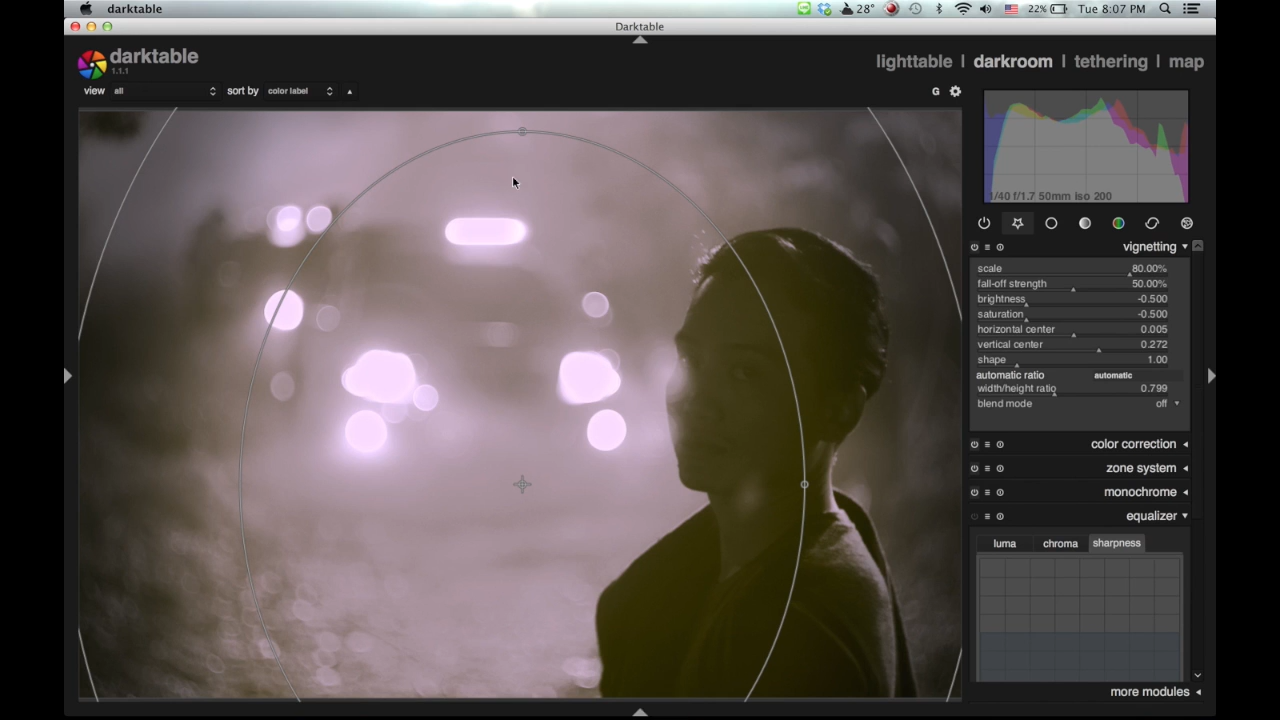 darktable
28°
22%
Tue 8:07 PM
Darktable
darktable
1.1.1
lighttable | darkroom | tethering | map
view all sort by color label
G
1/40 f/1.7 50mm iso 200
vignetting
scale 80.00%
fall-off strength 50.00%
brightness -0.500
saturation -0.500
horizontal center 0.005
vertical center 0.272
shape 1.00
automatic ratio automatic
width/height ratio 0.799
blend mode off
color correction
zone system
monochrome
equalizer
luma chroma sharpness
more modules